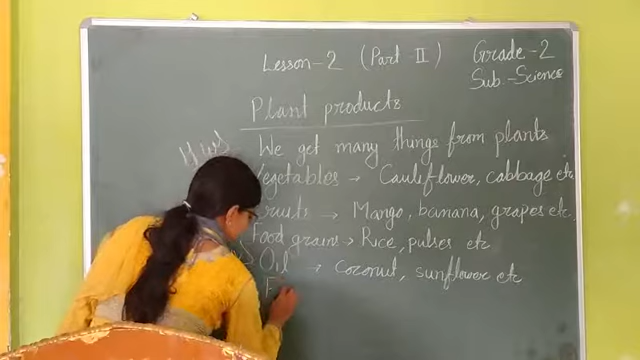 Lesson-2 (Part-II) Grade-2
Sub.-Science
Plant products
We get many things from plants
Vegetables → Cauliflower, cabbage etc
Fruits → Mango, banana, grapes etc.
Food grains → Rice, pulses etc
Oil → coconut, sunflower etc
F